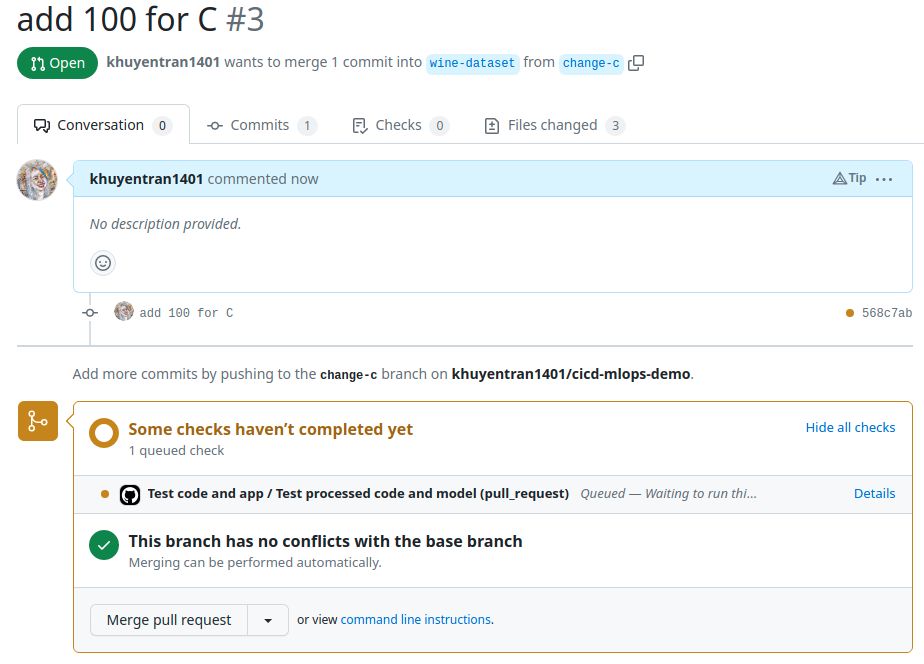 add 100 for C #3
Open khuyentran1401 wants to merge 1 commit into wine-dataset from change-c
Conversation 0 Commits 1 Checks 0 Files changed 3
khuyentran1401 commented now Tip ...
No description provided.
add 100 for C 568c7ab
Add more commits by pushing to the change-c branch on khuyentran1401/cicd-mlops-demo.
Some checks haven’t completed yet Hide all checks
1 queued check
Test code and app / Test processed code and model (pull_request) Queued — Waiting to run thi... Details
This branch has no conflicts with the base branch
Merging can be performed automatically.
Merge pull request or view command line instructions.